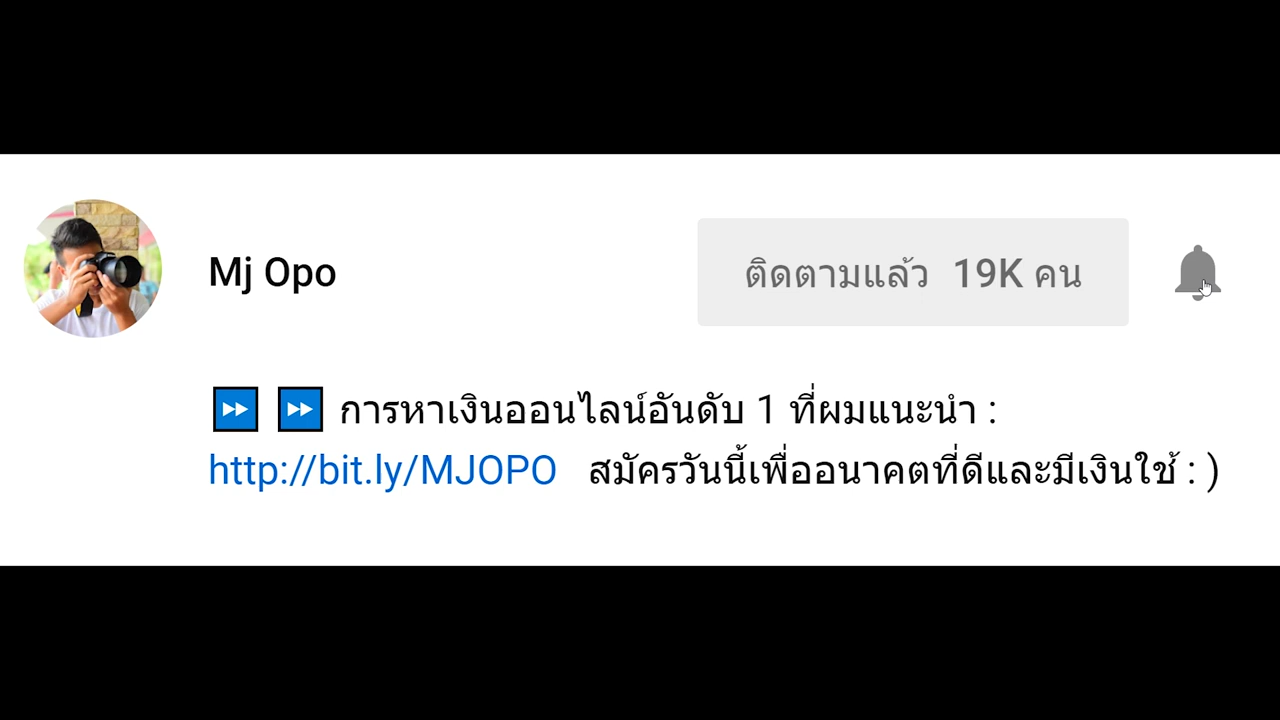 Mj Opo
ติดตามแล้ว 19K คน
⏩ ⏩ การหาเงินออนไลน์อันดับ 1 ที่ผมแนะนำ :
http://bit.ly/MJOPO สมัครวันนี้เพื่ออนาคตที่ดีและมีเงินใช้ : )